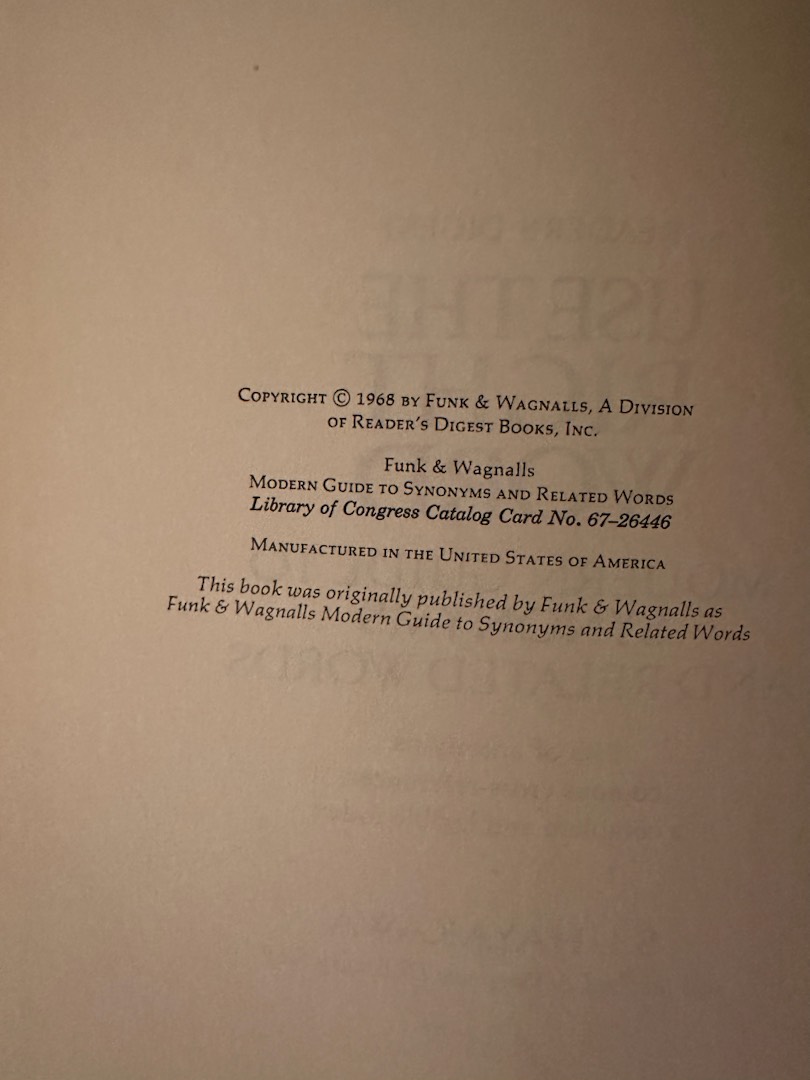 Copyright © 1968 by Funk & Wagnalls, A Division
of Reader's Digest Books, Inc.
Funk & Wagnalls
Modern Guide to Synonyms and Related Words
Library of Congress Catalog Card No. 67–26446
Manufactured in the United States of America
This book was originally published by Funk & Wagnalls as
Funk & Wagnalls Modern Guide to Synonyms and Related Words